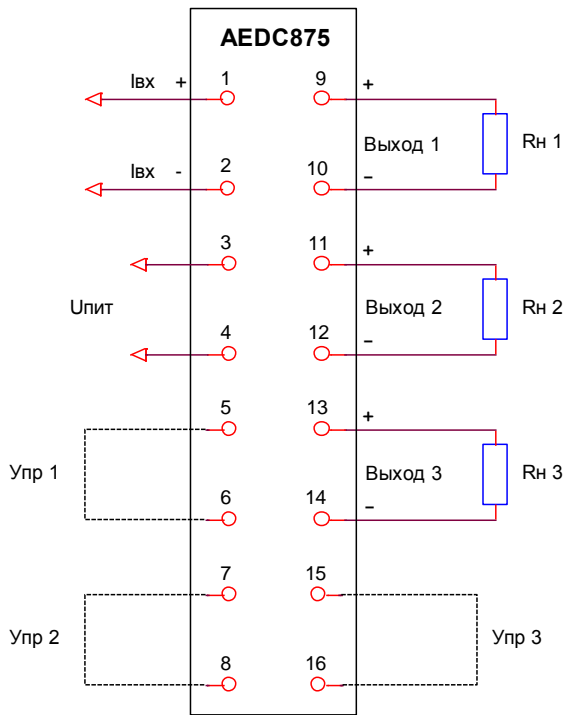 AEDC875
Iвх + 1 9 +
Выход 1 Rн 1
Iвх - 2 10 –
3 11 +
Uпит Выход 2 Rн 2
4 12 –
5 13 +
Упр 1 Выход 3 Rн 3
6 14 –
7 15
Упр 2 Упр 3
8 16